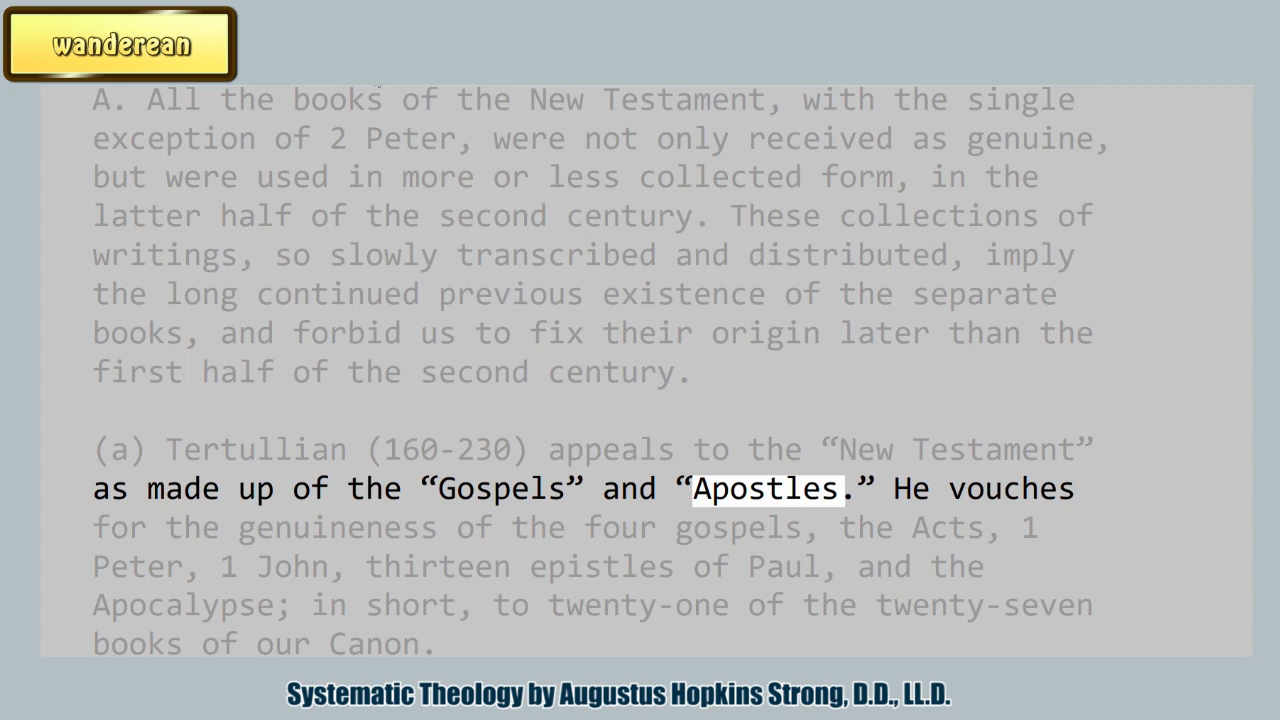 wanderean
A. All the books of the New Testament, with the single
exception of 2 Peter, were not only received as genuine,
but were used in more or less collected form, in the
latter half of the second century. These collections of
writings, so slowly transcribed and distributed, imply
the long continued previous existence of the separate
books, and forbid us to fix their origin later than the
first half of the second century.
(a) Tertullian (160-230) appeals to the “New Testament”
as made up of the “Gospels” and “Apostles.” He vouches
for the genuineness of the four gospels, the Acts, 1
Peter, 1 John, thirteen epistles of Paul, and the
Apocalypse; in short, to twenty-one of the twenty-seven
books of our Canon.
Systematic Theology by Augustus Hopkins Strong, D.D., LL.D.